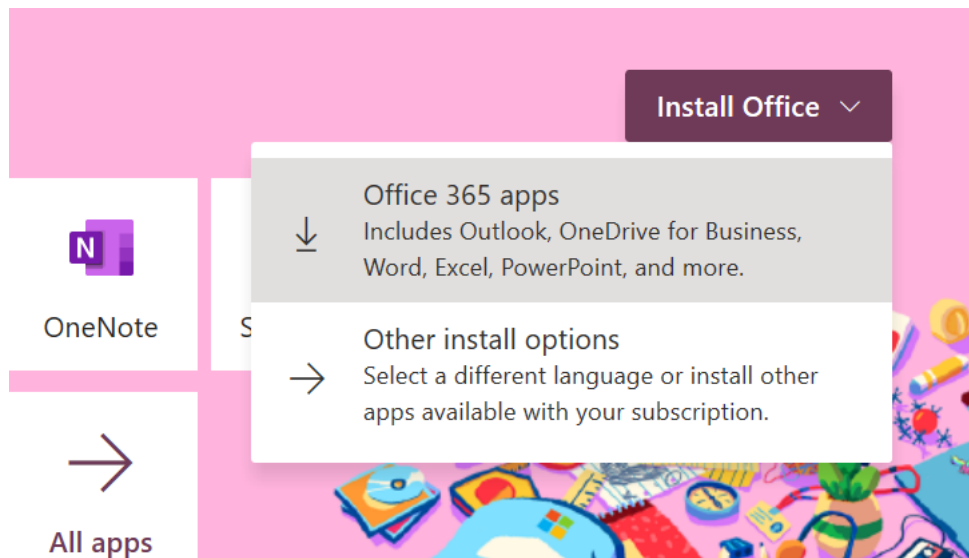 Install Office
Office 365 apps
Includes Outlook, OneDrive for Business,
Word, Excel, PowerPoint, and more.
N
OneNote
S
Other install options
Select a different language or install other
apps available with your subscription.
All apps